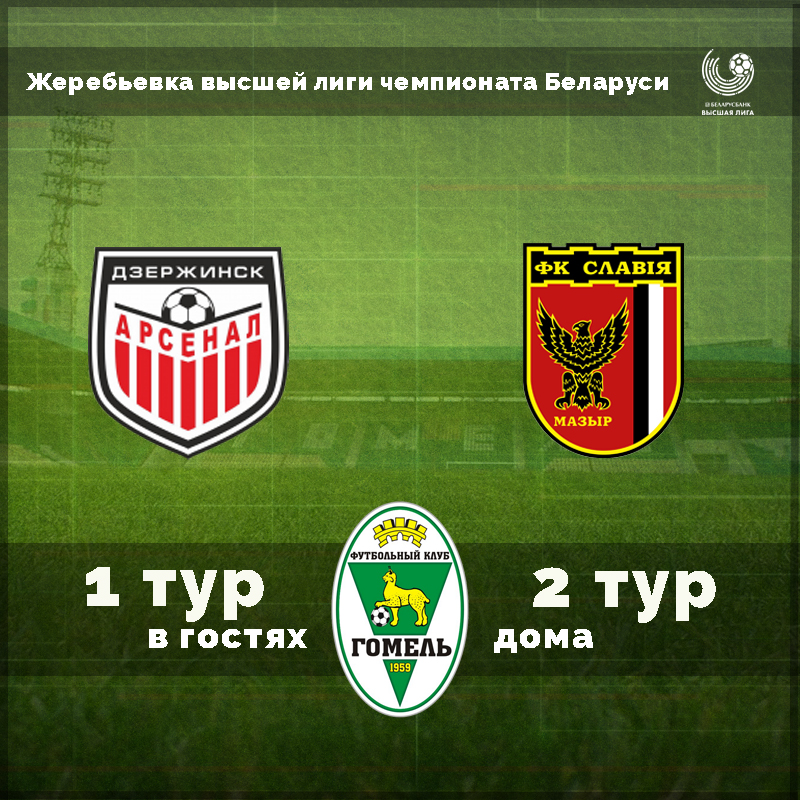 Жеребьевка высшей лиги чемпионата Беларуси
БЕЛАРУСБАНК
ВЫСШАЯ ЛИГА
ДЗЕРЖИНСК
АРСЕНАЛ
ФК СЛАВІЯ
МАЗЫР
ФУТБОЛЬНЫЙ КЛУБ
ГОМЕЛЬ
1959
1 тур
в гостях
2 тур
дома